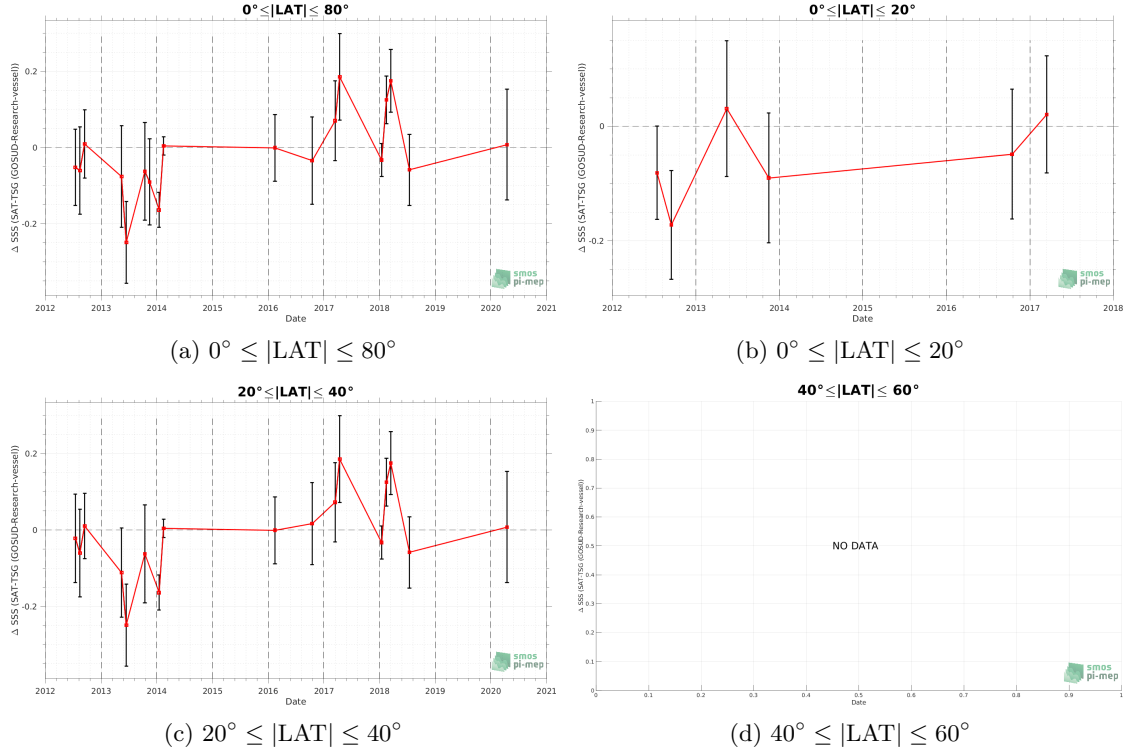 0°≤|LAT|≤ 80°
Δ SSS (SAT-TSG (GOSUD-Research-vessel))
0.2
0
-0.2
smos
pi-mep
2012 2013 2014 2015 2016 2017 2018 2019 2020 2021
Date
(a) 0° ≤ |LAT| ≤ 80°
0°≤|LAT|≤ 20°
Δ SSS (SAT-TSG (GOSUD-Research-vessel))
0
-0.2
smos
pi-mep
2012 2013 2014 2015 2016 2017 2018
Date
(b) 0° ≤ |LAT| ≤ 20°
20°≤|LAT|≤ 40°
Δ SSS (SAT-TSG (GOSUD-Research-vessel))
0.2
0
-0.2
smos
pi-mep
2012 2013 2014 2015 2016 2017 2018 2019 2020 2021
Date
(c) 20° ≤ |LAT| ≤ 40°
40°≤|LAT|≤ 60°
Δ SSS (SAT-TSG (GOSUD-Research-vessel))
1
0.9
0.8
0.7
0.6
0.5
0.4
0.3
0.2
0.1
0
NO DATA
smos
pi-mep
0 0.1 0.2 0.3 0.4 0.5 0.6 0.7 0.8 0.9 1
Date
(d) 40° ≤ |LAT| ≤ 60°